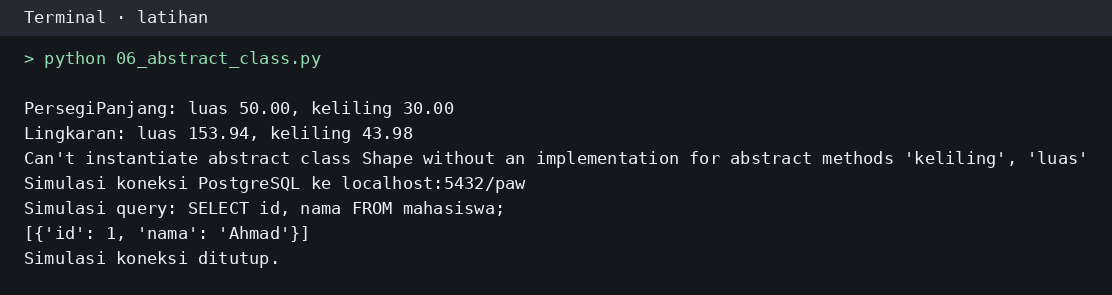 Terminal · latihan
> python 06_abstract_class.py
PersegiPanjang: luas 50.00, keliling 30.00
Lingkaran: luas 153.94, keliling 43.98
Can't instantiate abstract class Shape without an implementation for abstract methods 'keliling', 'luas'
Simulasi koneksi PostgreSQL ke localhost:5432/paw
Simulasi query: SELECT id, nama FROM mahasiswa;
[{'id': 1, 'nama': 'Ahmad'}]
Simulasi koneksi ditutup.